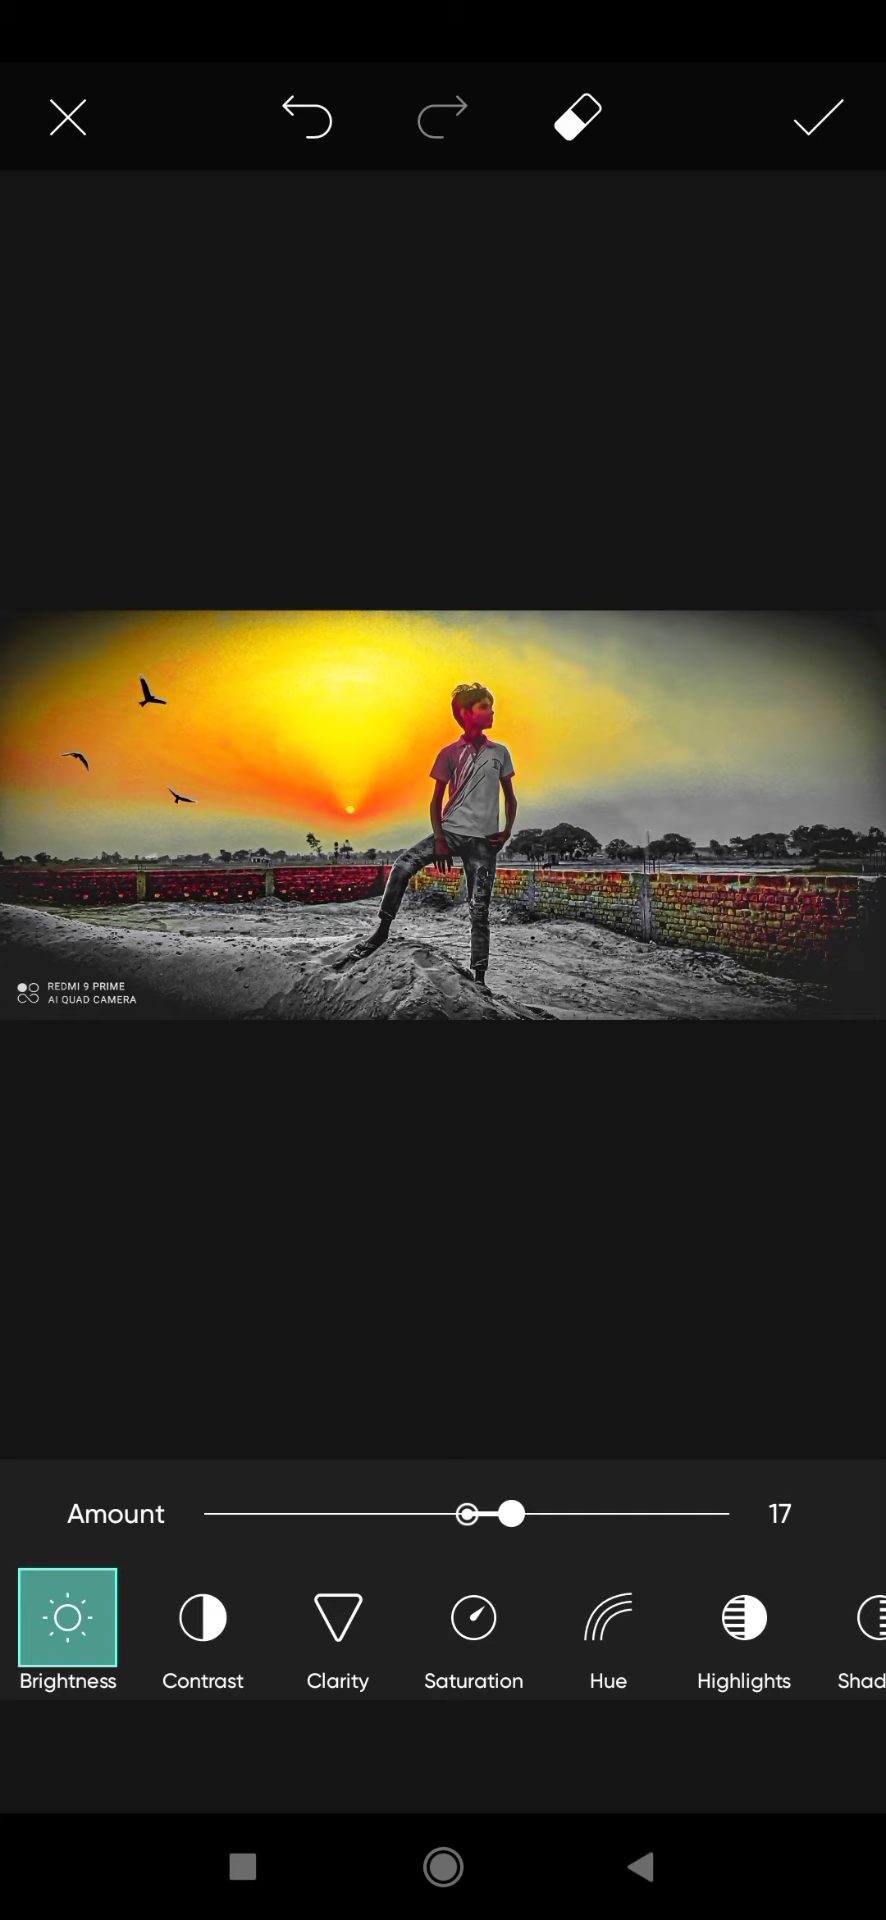 REDMI 9 PRIME
AI QUAD CAMERA
Amount 17
Brightness Contrast Clarity Saturation Hue Highlights Shad